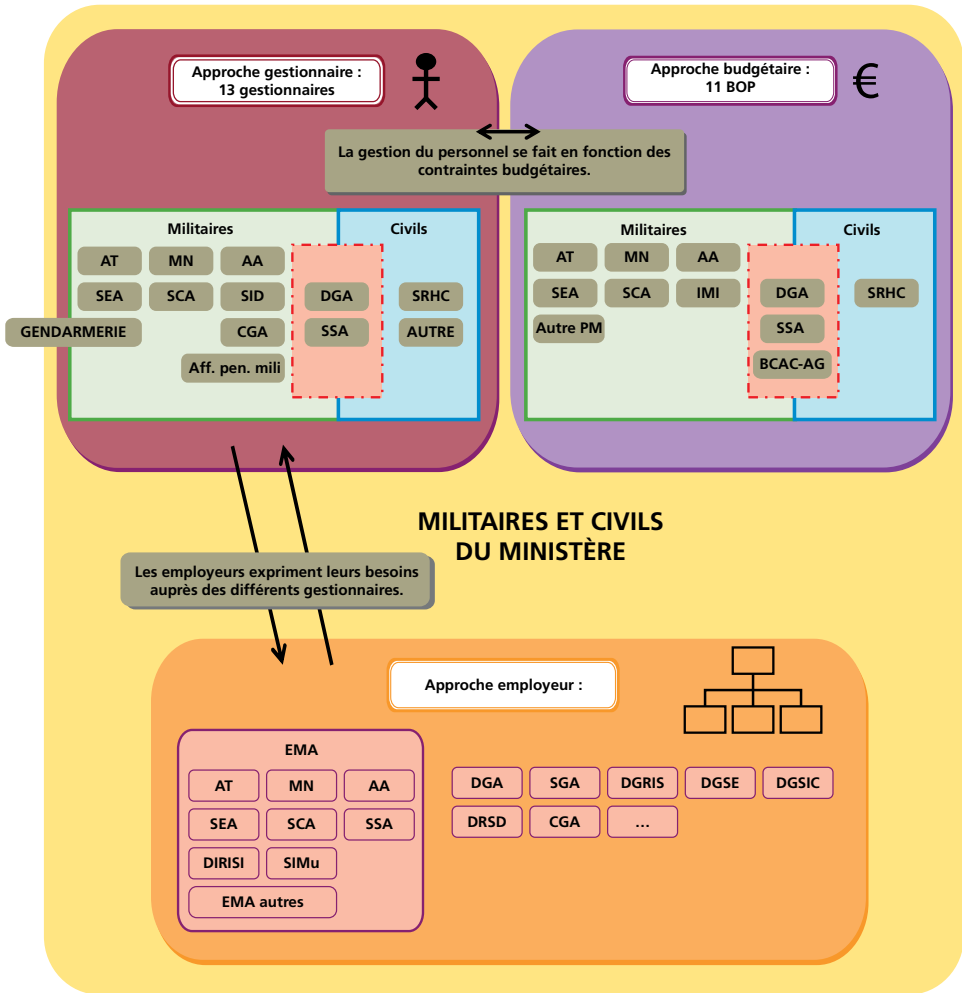 Approche gestionnaire :
13 gestionnaires
Approche budgétaire :
11 BOP
€
La gestion du personnel se fait en fonction des
contraintes budgétaires.
Militaires
Civils
AT
MN
AA
SEA
SCA
SID
DGA
SRHC
GENDARMERIE
CGA
SSA
AUTRE
Aff. pen. mili
Militaires
Civils
AT
MN
AA
SEA
SCA
IMI
DGA
SRHC
Autre PM
SSA
BCAC-AG
MILITAIRES ET CIVILS
DU MINISTÈRE
Les employeurs expriment leurs besoins
auprès des différents gestionnaires.
Approche employeur :
EMA
AT
MN
AA
SEA
SCA
SSA
DIRISI
SIMu
EMA autres
DGA
SGA
DGRIS
DGSE
DGSIC
DRSD
CGA
...